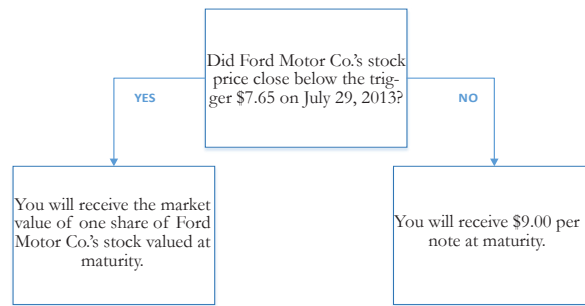 Did Ford Motor Co.'s stock
price close below the trig-
ger $7.65 on July 29, 2013?
YES
NO
You will receive the market
value of one share of Ford
Motor Co.'s stock valued at
maturity.
You will receive $9.00 per
note at maturity.